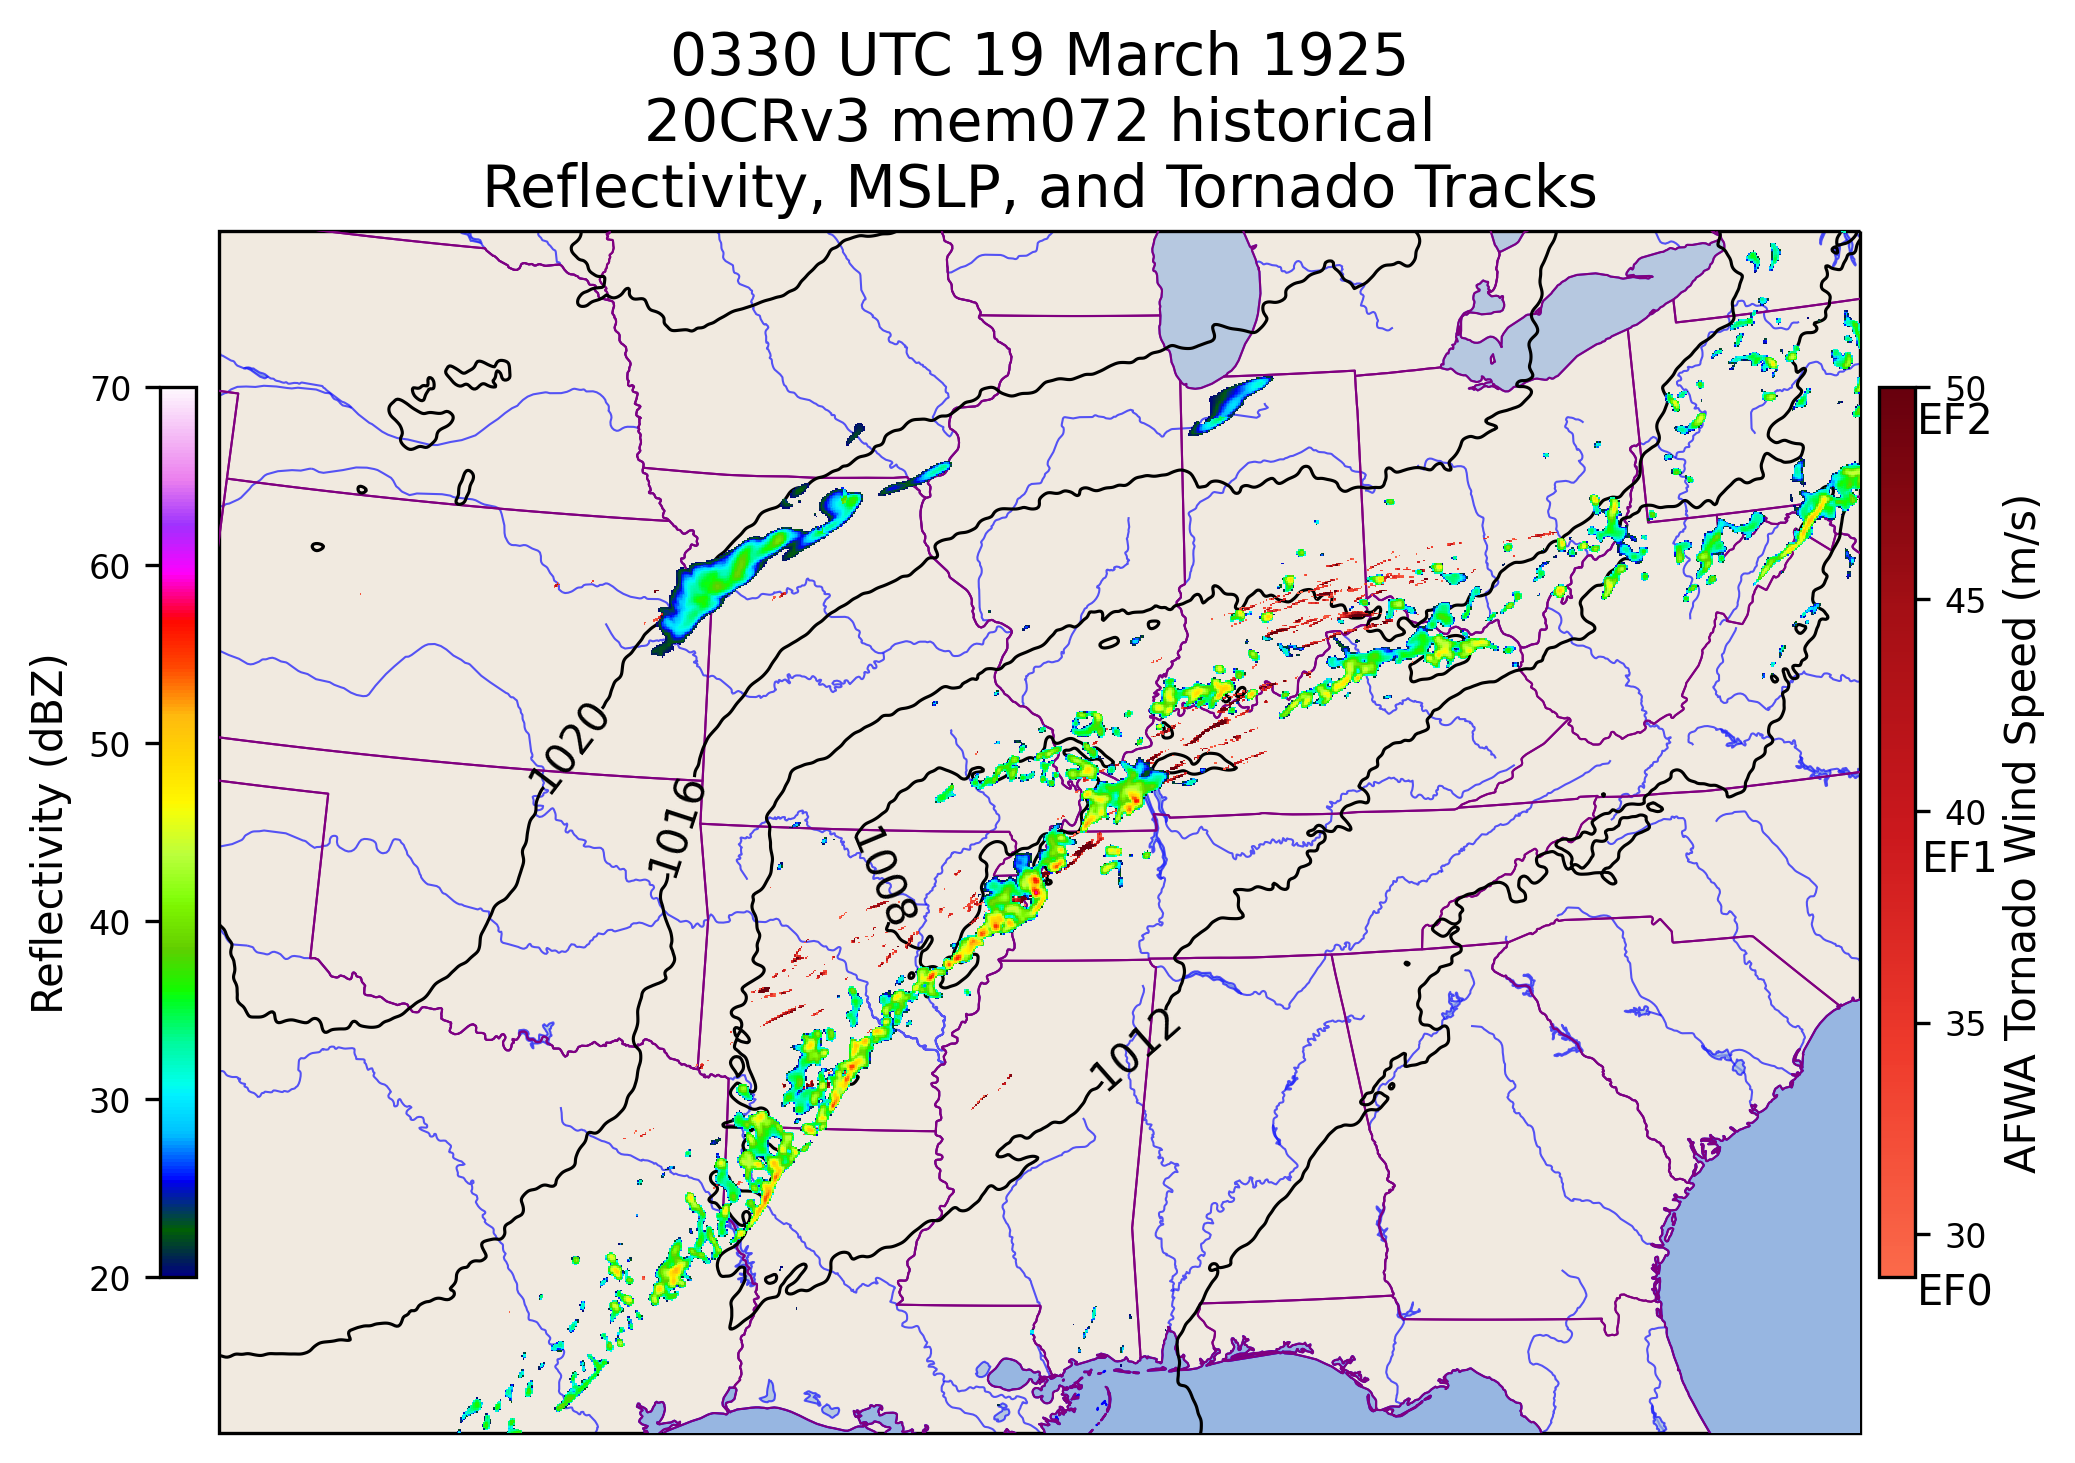 0330 UTC 19 March 1925
20CRv3 mem072 historical
Reflectivity, MSLP, and Tornado Tracks
Reflectivity (dBZ)
70
60
50
40
30
20
1020
1016
1008
1012
50
EF2
45
40
EF1
35
30
EF0
AFWA Tornado Wind Speed (m/s)